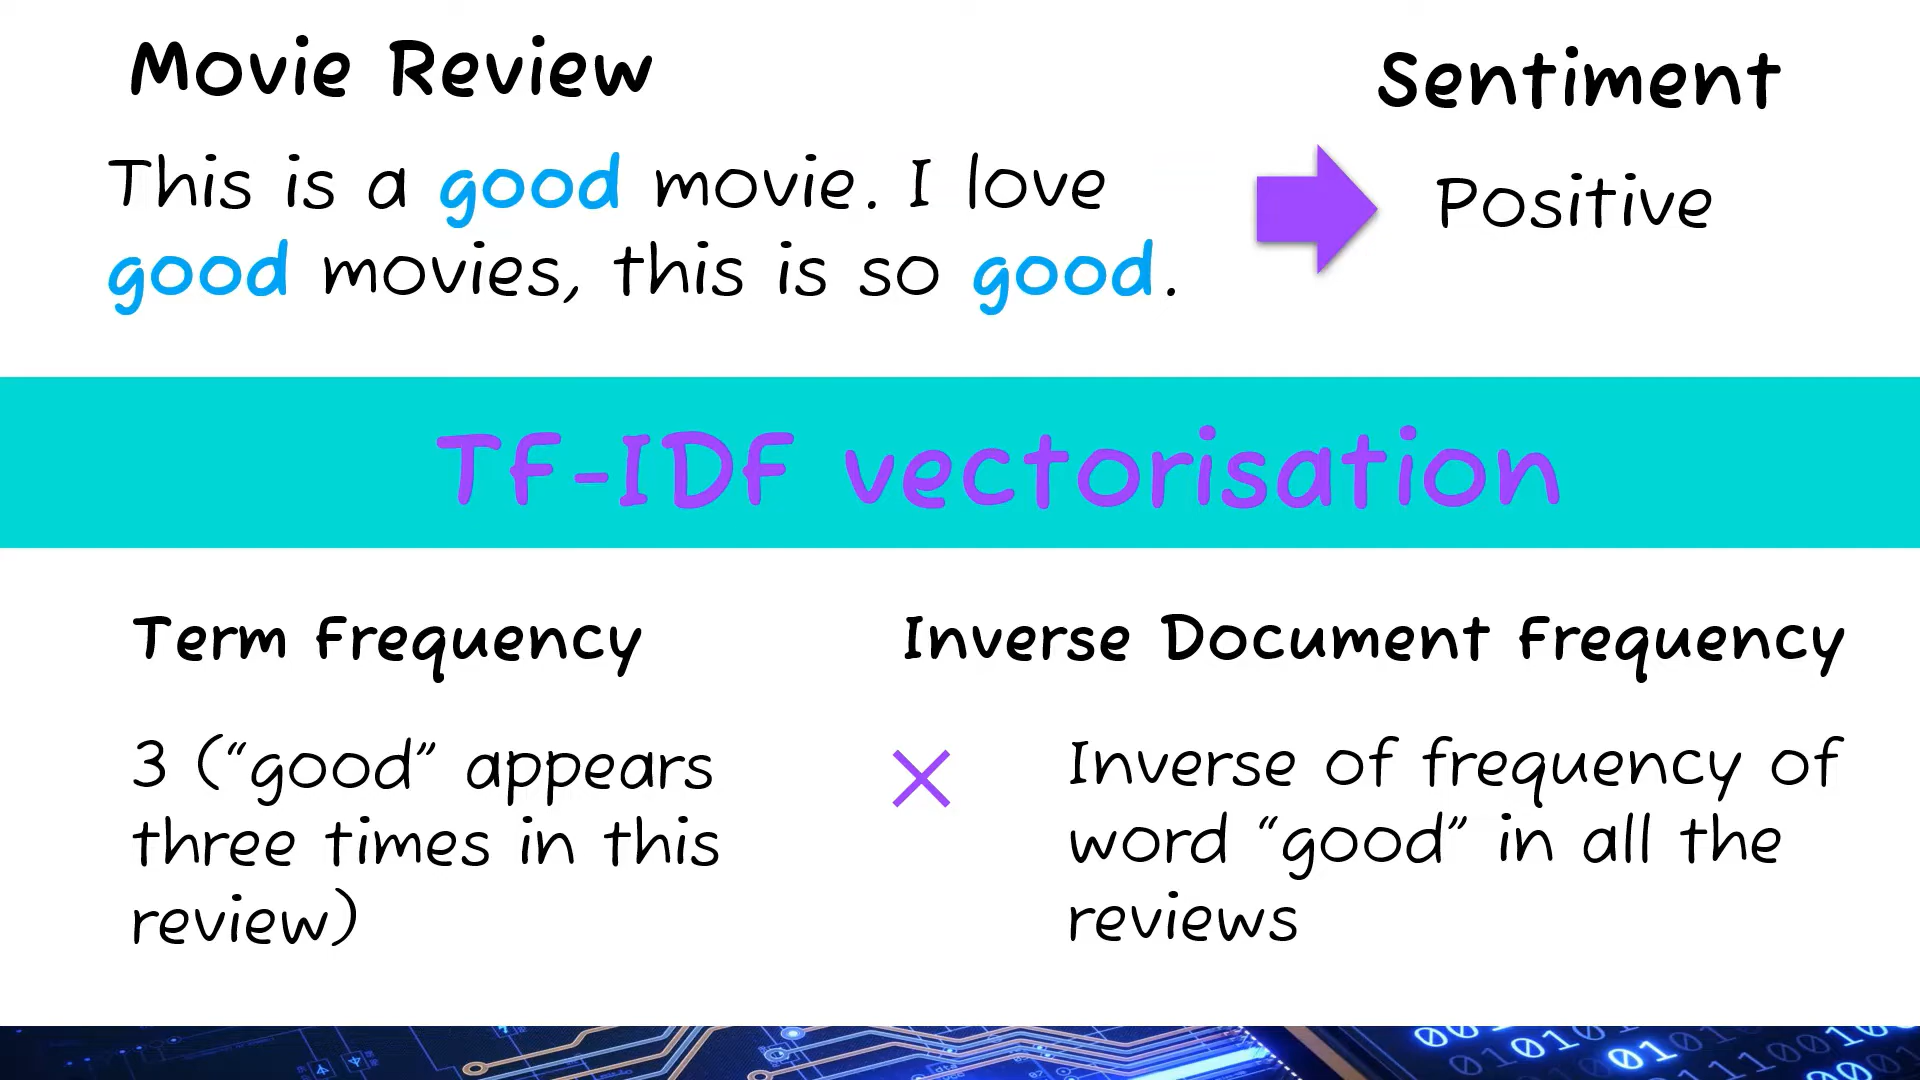 Movie Review
Sentiment
This is a good movie. I love
good movies, this is so good.
Positive
TF-IDF vectorisation
Term Frequency
Inverse Document Frequency
3 (“good” appears
three times in this
review)
×
Inverse of frequency of
word “good” in all the
reviews